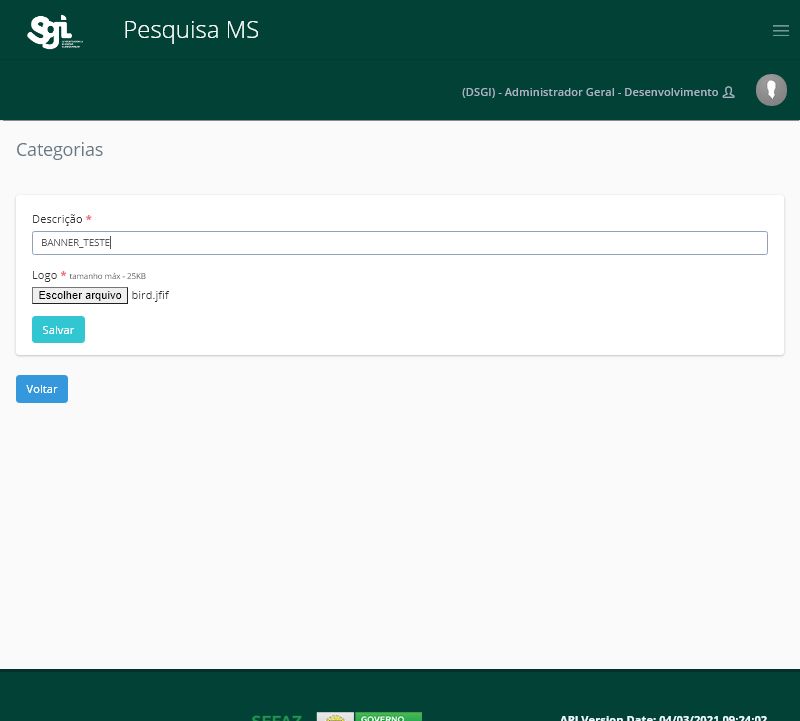 Sgi
Pesquisa MS
(DSGI) - Administrador Geral - Desenvolvimento
Categorias
Descrição *
BANNER_TESTE
Logo * tamanho máx - 25KB
Escolher arquivo bird.jfif
Salvar
Voltar
SEFAZ
GOVERNO
API Version Date: 04/03/2021 09:24:02